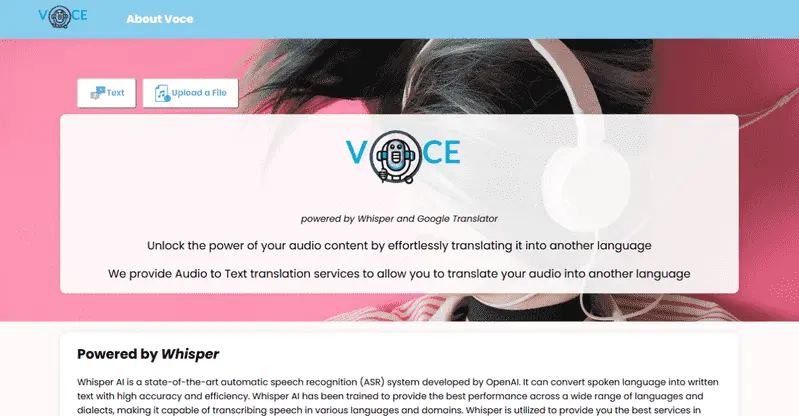 VOCE
About Voce
Text
Upload a File
VOCE
powered by Whisper and Google Translator
Unlock the power of your audio content by effortlessly translating it into another language
We provide Audio to Text translation services to allow you to translate your audio into another language
Powered by Whisper
Whisper AI is a state-of-the-art automatic speech recognition (ASR) system developed by OpenAI. It can convert spoken language into written
text with high accuracy and efficiency. Whisper AI has been trained to provide the best performance across a wide range of languages and
dialects, making it capable of transcribing speech in various languages and domains. Whisper is utilized to provide you the best services in